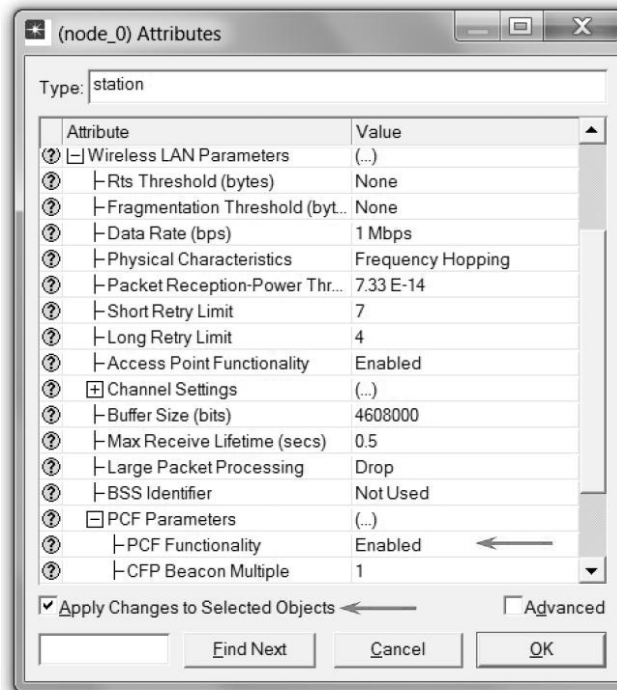 (node_0) Attributes
Type: station
Attribute Value
Wireless LAN Parameters (...)
Rts Threshold (bytes) None
Fragmentation Threshold (byt... None
Data Rate (bps) 1 Mbps
Physical Characteristics Frequency Hopping
Packet Reception-Power Thr... 7.33 E-14
Short Retry Limit 7
Long Retry Limit 4
Access Point Functionality Enabled
Channel Settings (...)
Buffer Size (bits) 4608000
Max Receive Lifetime (secs) 0.5
Large Packet Processing Drop
BSS Identifier Not Used
PCF Parameters (...)
PCF Functionality Enabled
CFP Beacon Multiple 1
Apply Changes to Selected Objects Advanced
Find Next Cancel OK